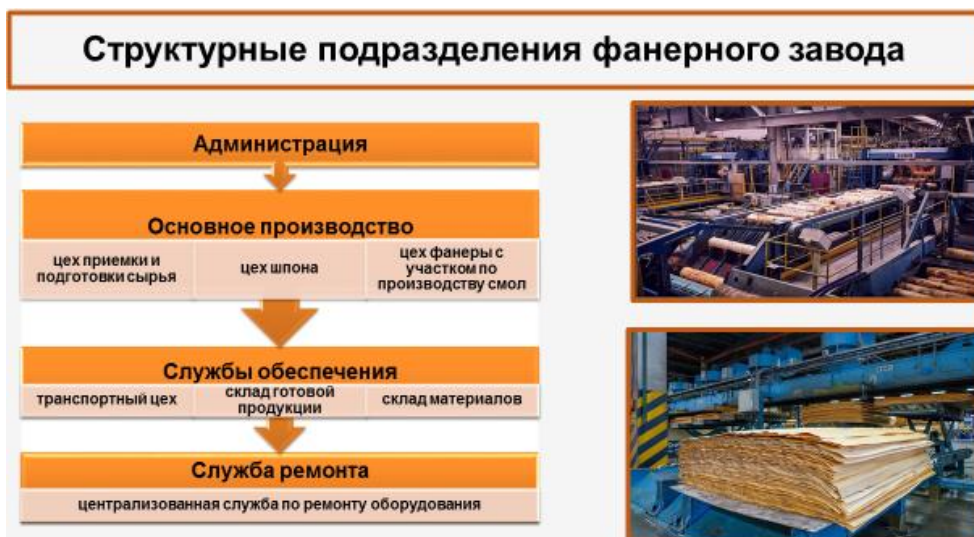 Структурные подразделения фанерного завода
Администрация
Основное производство
цех приемки и
подготовки сырья
цех шпона
цех фанеры с
участком по
производству смол
Службы обеспечения
транспортный цех
склад готовой
продукции
склад материалов
Служба ремонта
централизованная служба по ремонту оборудования